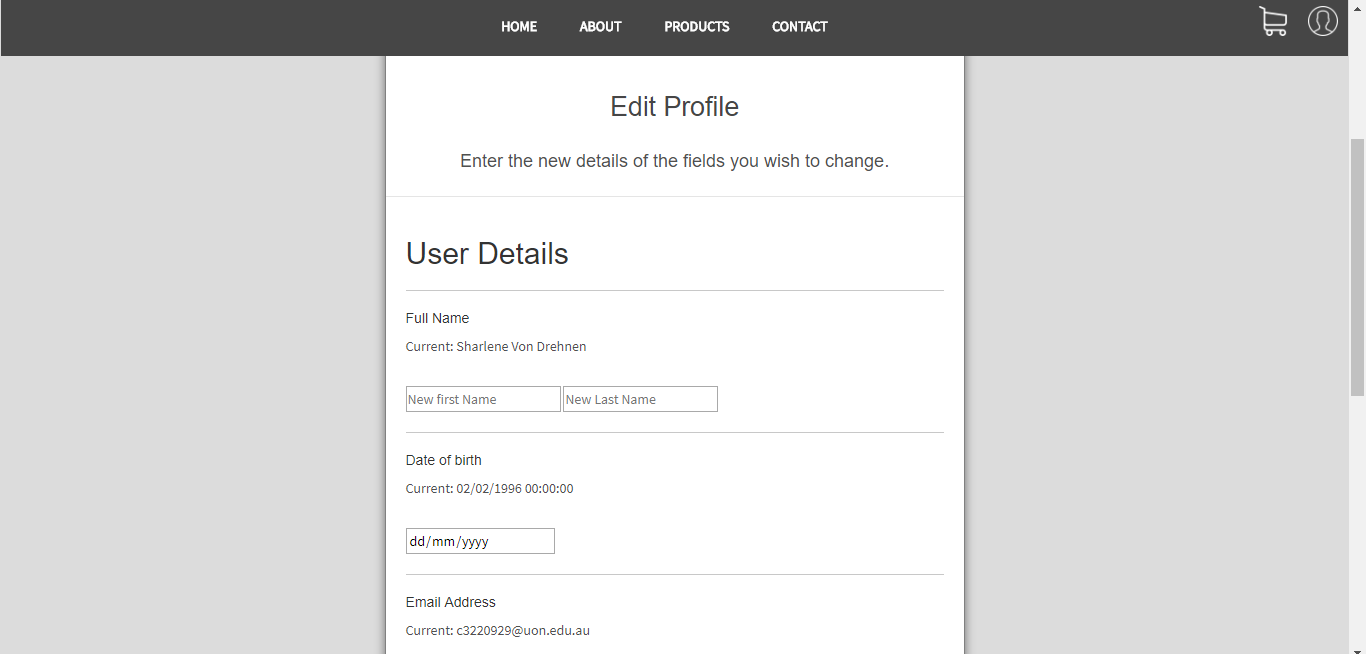 HOME ABOUT PRODUCTS CONTACT
Edit Profile
Enter the new details of the fields you wish to change.
User Details
Full Name
Current: Sharlene Von Drehnen
New first Name New Last Name
Date of birth
Current: 02/02/1996 00:00:00
dd/mm/yyyy
Email Address
Current: c3220929@uon.edu.au